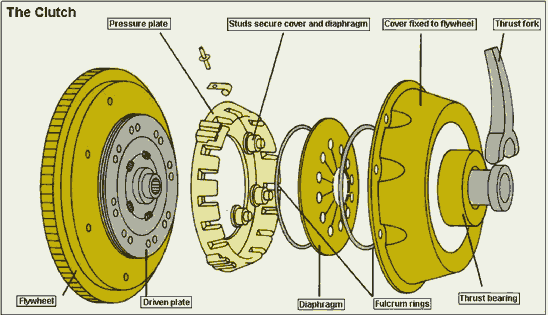 The Clutch
Pressure plate
Studs secure cover and diaphragm
Cover fixed to flywheel
Thrust fork
Flywheel
Driven plate
Diaphragm
Fulcrum rings
Thrust bearing